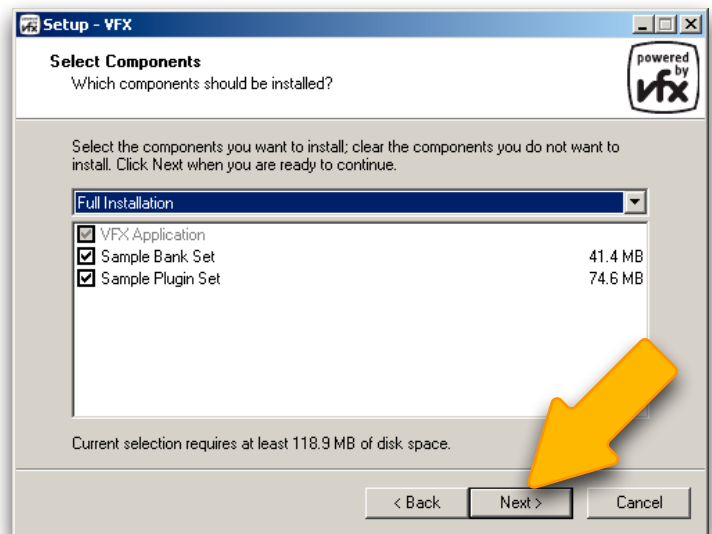 Setup - VFX
Select Components
Which components should be installed?
powered
by
vfx
Select the components you want to install; clear the components you do not want to
install. Click Next when you are ready to continue.
Full Installation
VFX Application
Sample Bank Set 41.4 MB
Sample Plugin Set 74.6 MB
Current selection requires at least 118.9 MB of disk space.
< Back Next > Cancel